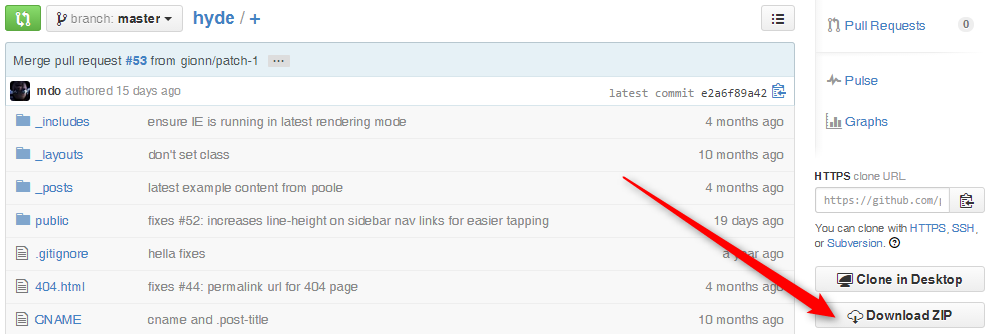 branch: master
hyde / +
Merge pull request #53 from gionn/patch-1 ...
mdo authored 15 days ago
latest commit e2a6f89a42
_includes ensure IE is running in latest rendering mode 4 months ago
_layouts don't set class 10 months ago
_posts latest example content from poole 4 months ago
public fixes #52: increases line-height on sidebar nav links for easier tapping 19 days ago
.gitignore hella fixes a year ago
404.html fixes #44: permalink url for 404 page 4 months ago
CNAME cname and .post-title 10 months ago
Pull Requests 0
Pulse
Graphs
HTTPS clone URL
https://github.com/p
You can clone with HTTPS, SSH,
or Subversion. ?
Clone in Desktop
Download ZIP